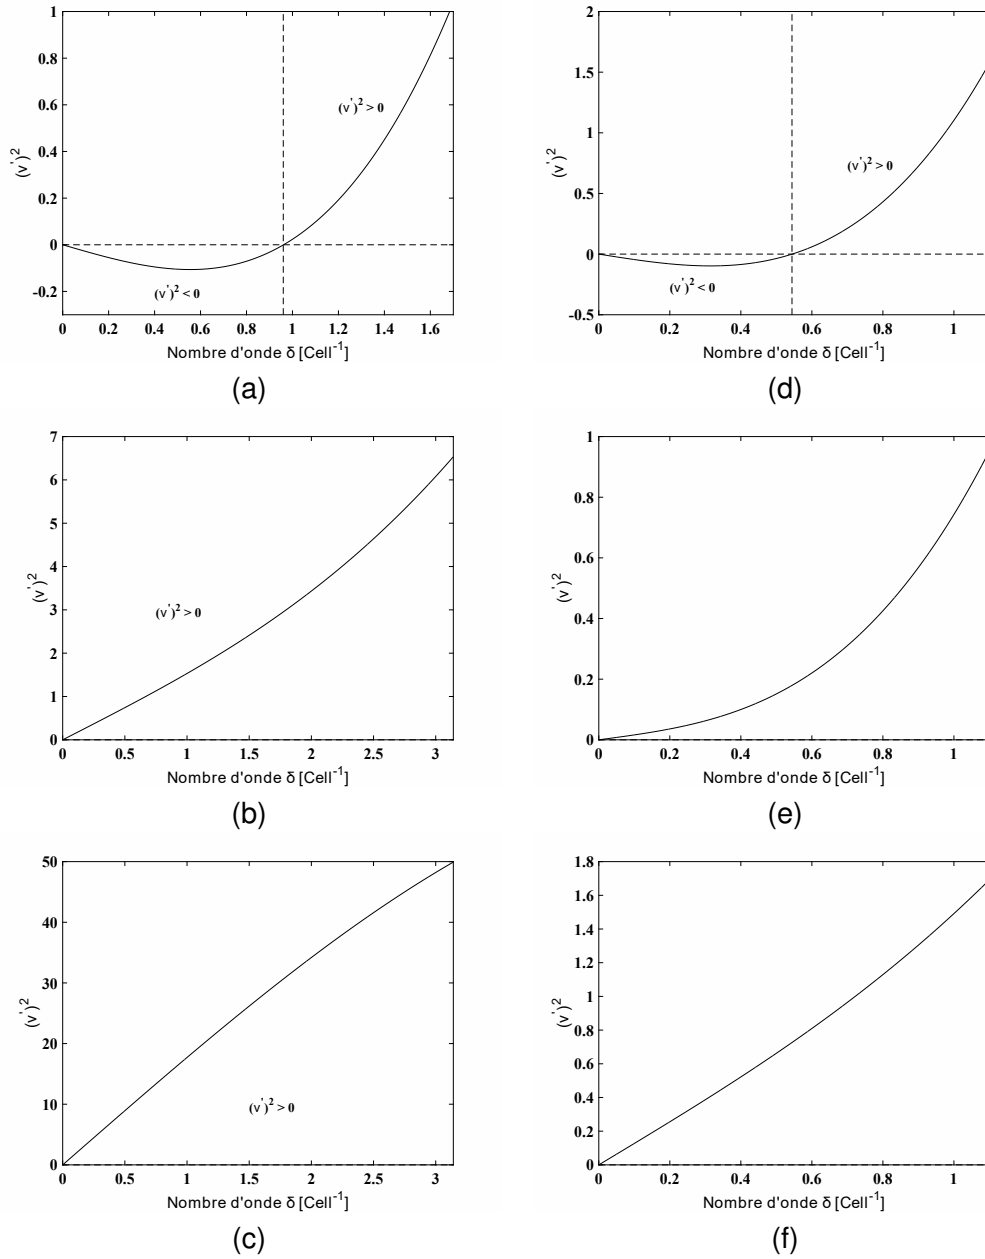 1
0.8
0.6
0.4
0.2
0
-0.2
(v')² > 0
(v')² < 0
(v')²
0 0.2 0.4 0.6 0.8 1 1.2 1.4 1.6
Nombre d'onde δ [Cell⁻¹]
(a)
2
1.5
1
0.5
0
-0.5
(v')² > 0
(v')² < 0
(v')²
0 0.2 0.4 0.6 0.8 1
Nombre d'onde δ [Cell⁻¹]
(d)
7
6
5
4
3
2
1
0
(v')² > 0
(v')²
0 0.5 1 1.5 2 2.5 3
Nombre d'onde δ [Cell⁻¹]
(b)
1
0.8
0.6
0.4
0.2
0
(v')²
0 0.2 0.4 0.6 0.8 1
Nombre d'onde δ [Cell⁻¹]
(e)
50
40
30
20
10
0
(v')² > 0
(v')²
0 0.5 1 1.5 2 2.5 3
Nombre d'onde δ [Cell⁻¹]
(c)
1.8
1.6
1.4
1.2
1
0.8
0.6
0.4
0.2
0
(v')²
0 0.2 0.4 0.6 0.8 1
Nombre d'onde δ [Cell⁻¹]
(f)